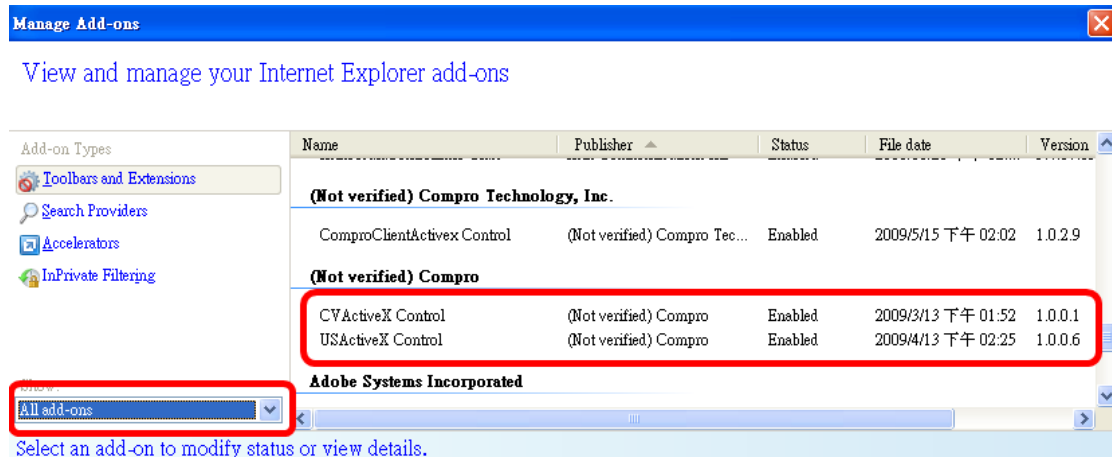 Manage Add-ons
View and manage your Internet Explorer add-ons
Add-on Types
Toolbars and Extensions
Search Providers
Accelerators
InPrivate Filtering
Show:
All add-ons
Name Publisher Status File date Version
(Not verified) Compro Technology, Inc.
ComproClientActivex Control (Not verified) Compro Tec... Enabled 2009/5/15 下午 02:02 1.0.2.9
(Not verified) Compro
CVActiveX Control (Not verified) Compro Enabled 2009/3/13 下午 01:52 1.0.0.1
USActiveX Control (Not verified) Compro Enabled 2009/4/13 下午 02:25 1.0.0.6
Adobe Systems Incorporated
Select an add-on to modify status or view details.